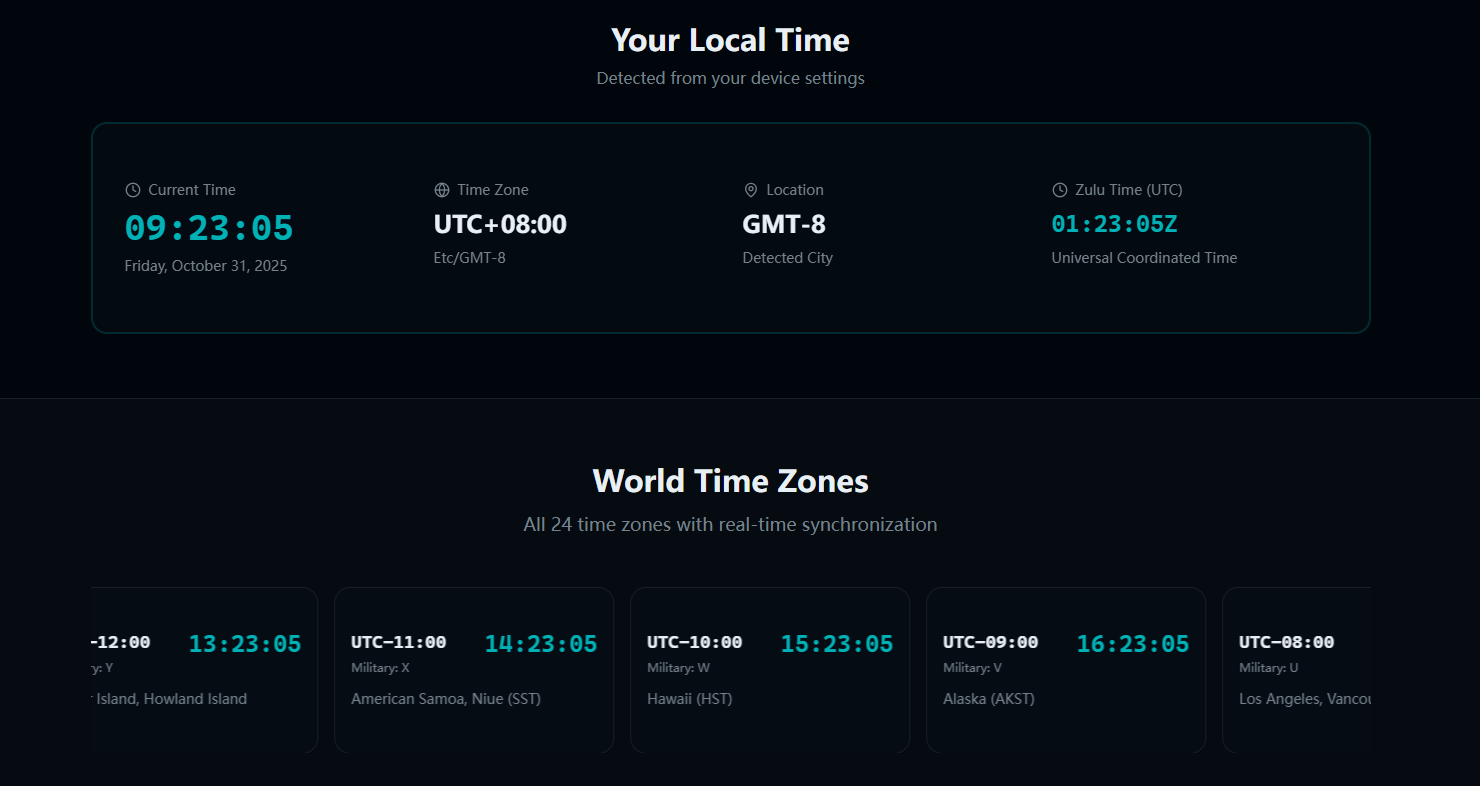 Your Local Time
Detected from your device settings
Current Time
09:23:05
Friday, October 31, 2025
Time Zone
UTC+08:00
Etc/GMT-8
Location
GMT-8
Detected City
Zulu Time (UTC)
01:23:05Z
Universal Coordinated Time
World Time Zones
All 24 time zones with real-time synchronization
−12:00 13:23:05
y: Y
Island, Howland Island
UTC−11:00 14:23:05
Military: X
American Samoa, Niue (SST)
UTC−10:00 15:23:05
Military: W
Hawaii (HST)
UTC−09:00 16:23:05
Military: V
Alaska (AKST)
UTC−08:00
Military: U
Los Angeles, Vancou